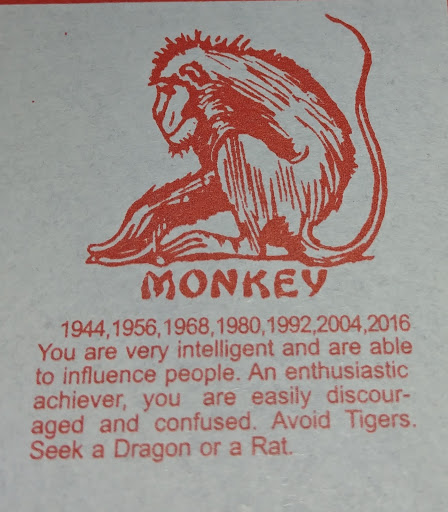 MONKEY
1944,1956,1968,1980,1992,2004,2016
You are very intelligent and are able
to influence people. An enthusiastic
achiever, you are easily discour-
aged and confused. Avoid Tigers.
Seek a Dragon or a Rat.